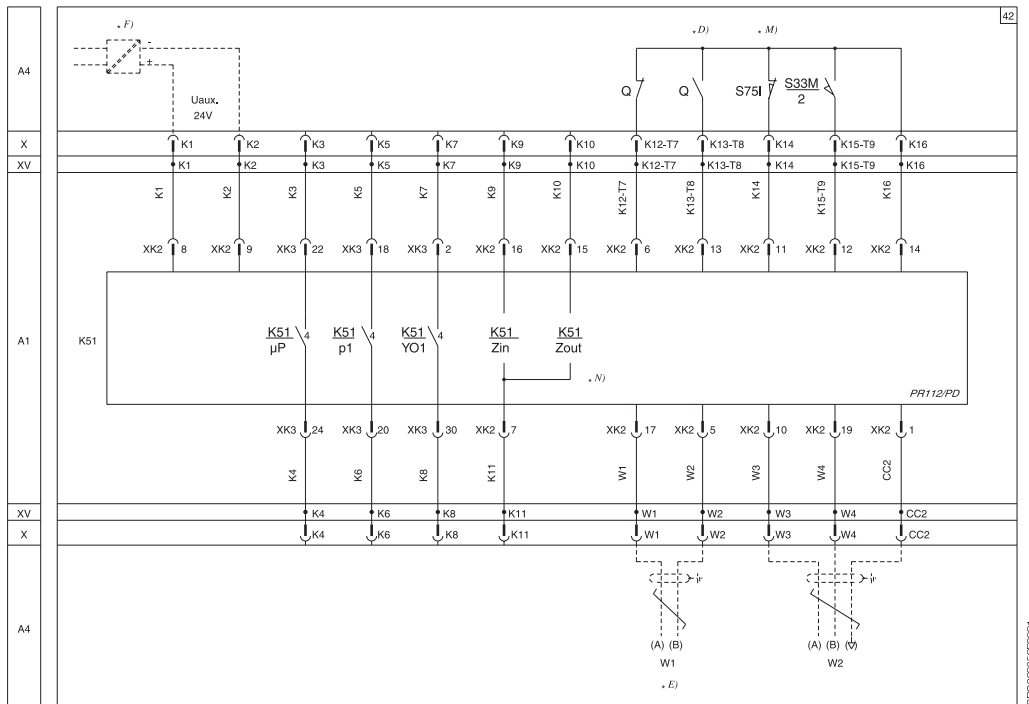 42
* F)
-
+
* D) * M)
A4
Uaux.
24V
Q Q S75I S33M
2
X K1 K2 K3 K5 K7 K9 K10 K12-T7 K13-T8 K14 K15-T9 K16
XV K1 K2 K3 K5 K7 K9 K10 K12-T7 K13-T8 K14 K15-T9 K16
K1 K2 K3 K5 K7 K9 K10 K12-T7 K13-T8 K14 K15-T9 K16
XK2 8 XK2 9 XK3 22 XK3 18 XK3 2 XK2 16 XK2 15 XK2 6 XK2 13 XK2 11 XK2 12 XK2 14
A1 K51
K51 4 K51 4 K51 4 K51 K51
µP p1 YO1 Zin Zout
* N)
PR112/PD
XK3 24 XK3 20 XK3 30 XK2 7 XK2 17 XK2 5 XK2 10 XK2 19 XK2 1
K4 K6 K8 K11 W1 W2 W3 W4 CC2
XV K4 K6 K8 K11 W1 W2 W3 W4 CC2
X K4 K6 K8 K11 W1 W2 W3 W4 CC2
A4
(A) (B) (A) (B)
W1 W2
* E)